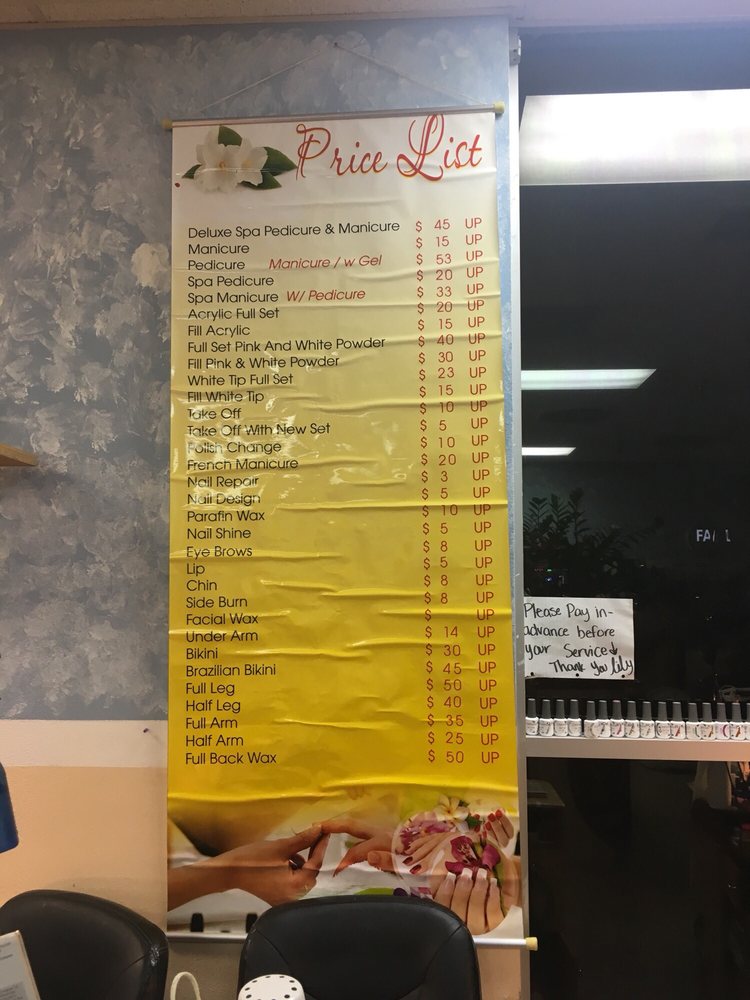 Price List
Deluxe Spa Pedicure & Manicure $ 45 UP
Manicure $ 15 UP
Pedicure Manicure / w Gel $ 53 UP
Spa Pedicure $ 20 UP
Spa Manicure W/ Pedicure $ 33 UP
Acrylic Full Set $ 20 UP
Fill Acrylic $ 15 UP
Full Set Pink And White Powder $ 40 UP
Fill Pink & White Powder $ 30 UP
White Tip Full Set $ 23 UP
Fill White Tip $ 15 UP
Take Off $ 10 UP
Take Off With New Set $ 5 UP
Polish Change $ 10 UP
French Manicure $ 20 UP
Nail Repair $ 3 UP
Nail Design $ 5 UP
Parafin Wax $ 10 UP
Nail Shine $ 5 UP
Eye Brows $ 8 UP
Lip $ 5 UP
Chin $ 8 UP
Side Burn $ 8 UP
Facial Wax $ UP
Under Arm $ 14 UP
Bikini $ 30 UP
Brazilian Bikini $ 45 UP
Full Leg $ 50 UP
Half Leg $ 40 UP
Full Arm $ 35 UP
Half Arm $ 25 UP
Full Back Wax $ 50 UP
Please Pay in-
advance before
your Service
Thank You Lily